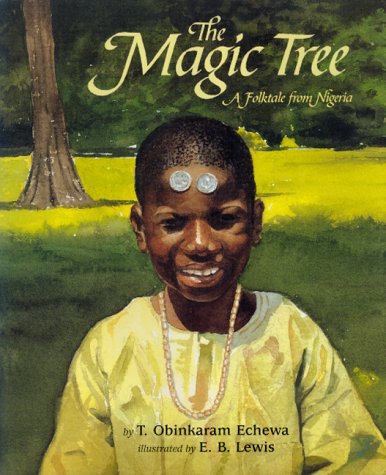 The
Magic Tree
A Folktale from Nigeria
by T. Obinkaram Echewa
illustrated by E. B. Lewis